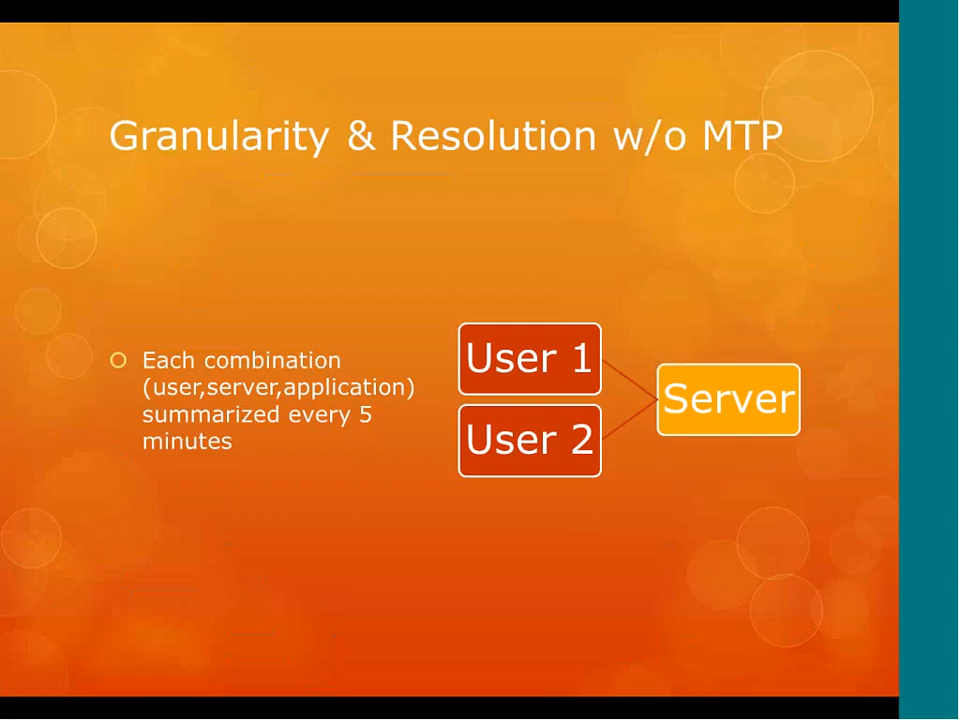 Granularity & Resolution w/o MTP
Each combination
(user,server,application)
summarized every 5
minutes
User 1
User 2
Server